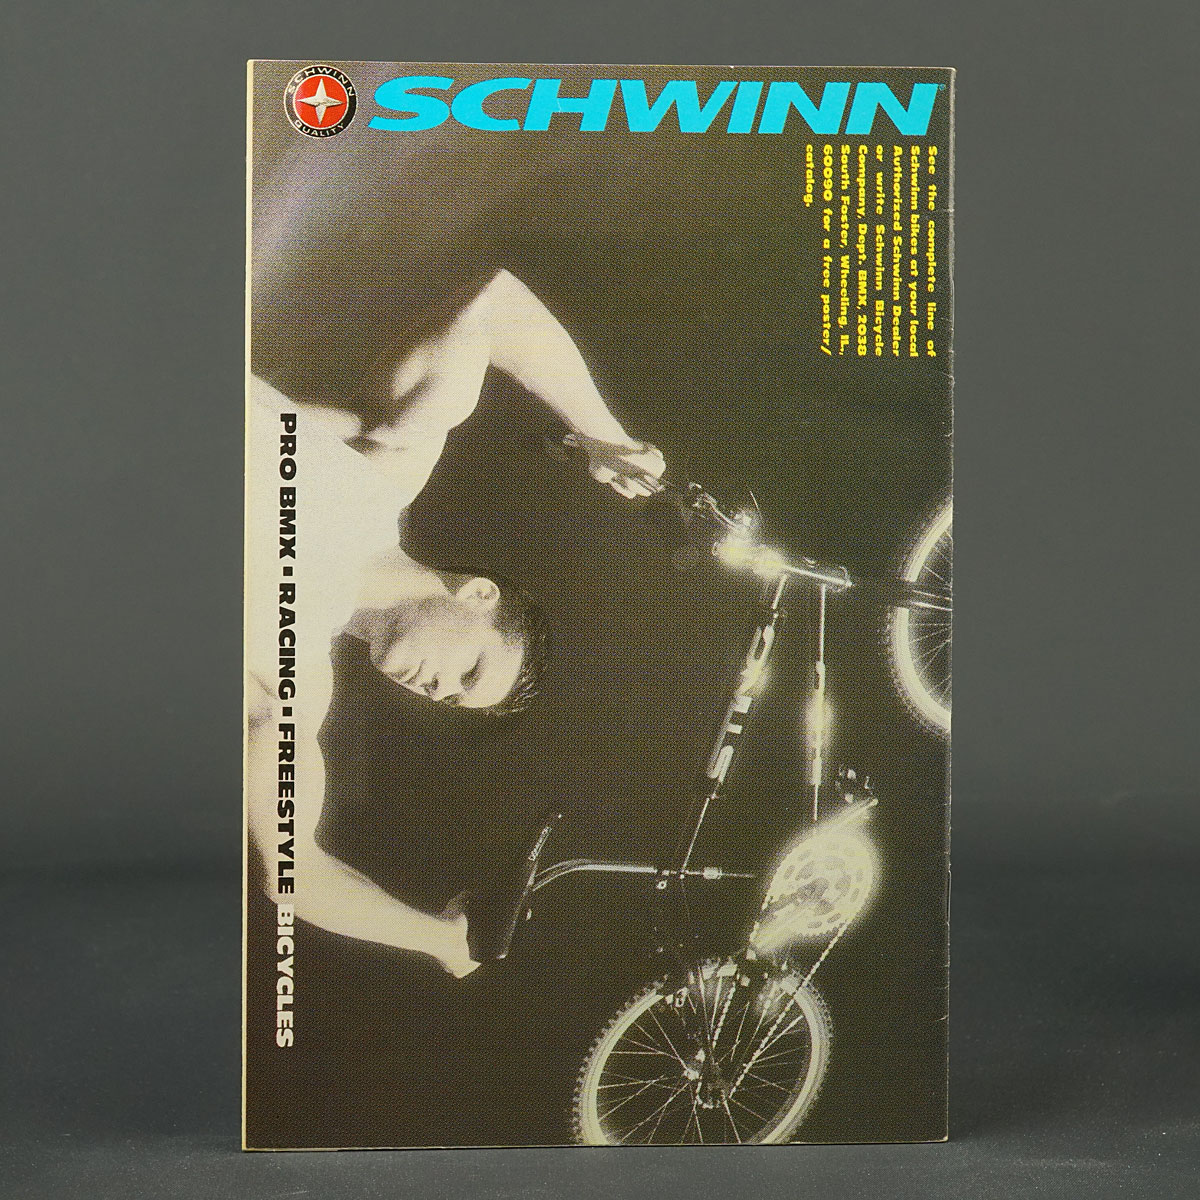 SCHWINN
QUALITY
SCHWINN
See the complete line of
Schwinn bikes at your local
Authorized Schwinn Dealer
or write Schwinn Bicycle
Company, Dept. BMX, 2038
South Foster, Wheeling, IL,
60090 for a free poster/
catalog.
STING
PRO BMX ▪ RACING ▪ FREESTYLE BICYCLES